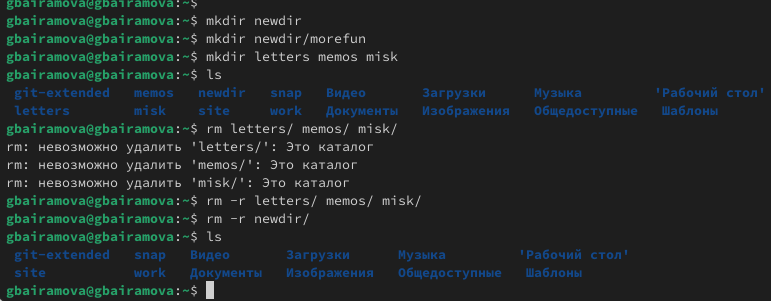 gbairamova@gbairamova:~$
gbairamova@gbairamova:~$ mkdir newdir
gbairamova@gbairamova:~$ mkdir newdir/morefun
gbairamova@gbairamova:~$ mkdir letters memos misk
gbairamova@gbairamova:~$ ls
git-extended memos newdir snap Видео Загрузки Музыка 'Рабочий стол'
letters misk site work Документы Изображения Общедоступные Шаблоны
gbairamova@gbairamova:~$ rm letters/ memos/ misk/
rm: невозможно удалить 'letters/': Это каталог
rm: невозможно удалить 'memos/': Это каталог
rm: невозможно удалить 'misk/': Это каталог
gbairamova@gbairamova:~$ rm -r letters/ memos/ misk/
gbairamova@gbairamova:~$ rm -r newdir/
gbairamova@gbairamova:~$ ls
git-extended snap Видео Загрузки Музыка 'Рабочий стол'
site work Документы Изображения Общедоступные Шаблоны
gbairamova@gbairamova:~$